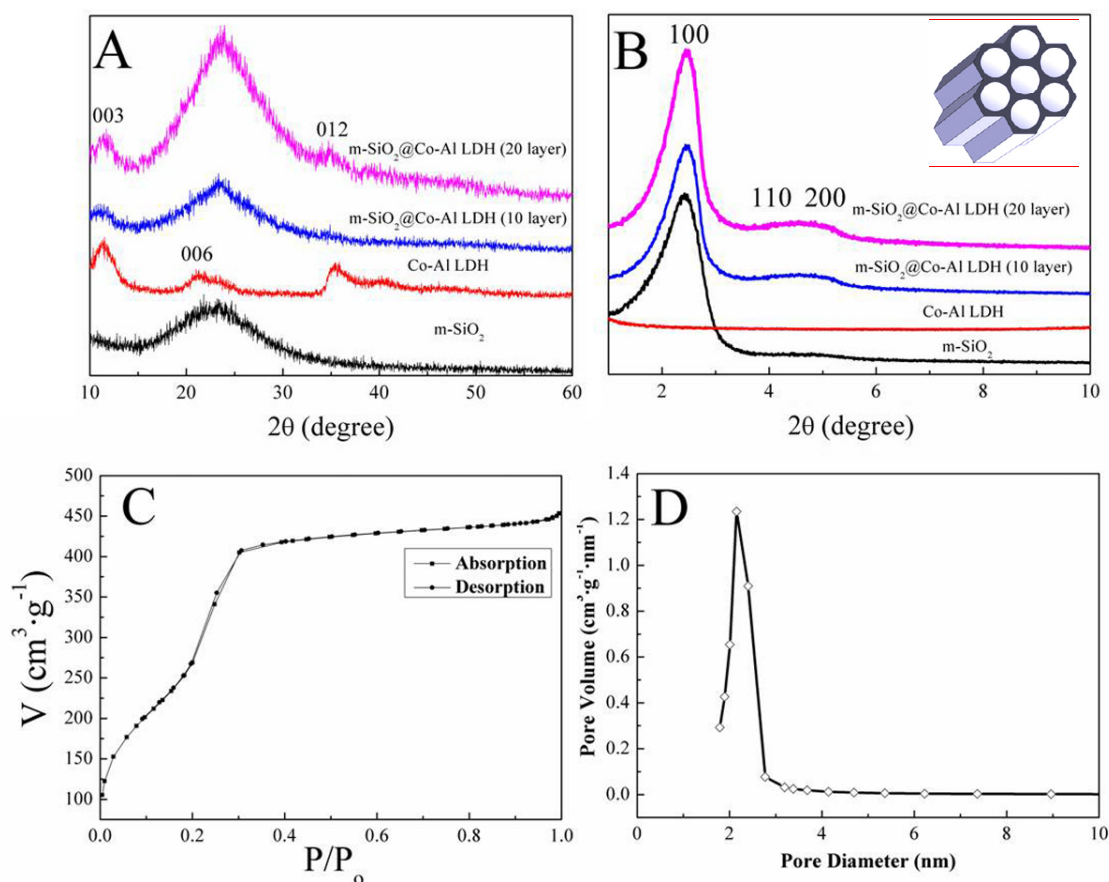 A
003
012
m-SiO₂@Co-Al LDH (20 layer)
m-SiO₂@Co-Al LDH (10 layer)
006
Co-Al LDH
m-SiO₂
10 20 30 40 50 60
2θ (degree)
B
100
110 200
m-SiO₂@Co-Al LDH (20 layer)
m-SiO₂@Co-Al LDH (10 layer)
Co-Al LDH
m-SiO₂
2 4 6 8 10
2θ (degree)
C
500
450
400
350
300
250
200
150
100
V (cm³·g⁻¹)
Absorption
Desorption
0.0 0.2 0.4 0.6 0.8 1.0
P/P₀
D
1.4
1.2
1.0
0.8
0.6
0.4
0.2
0.0
Pore Volume (cm³·g⁻¹·nm⁻¹)
0 2 4 6 8 10
Pore Diameter (nm)